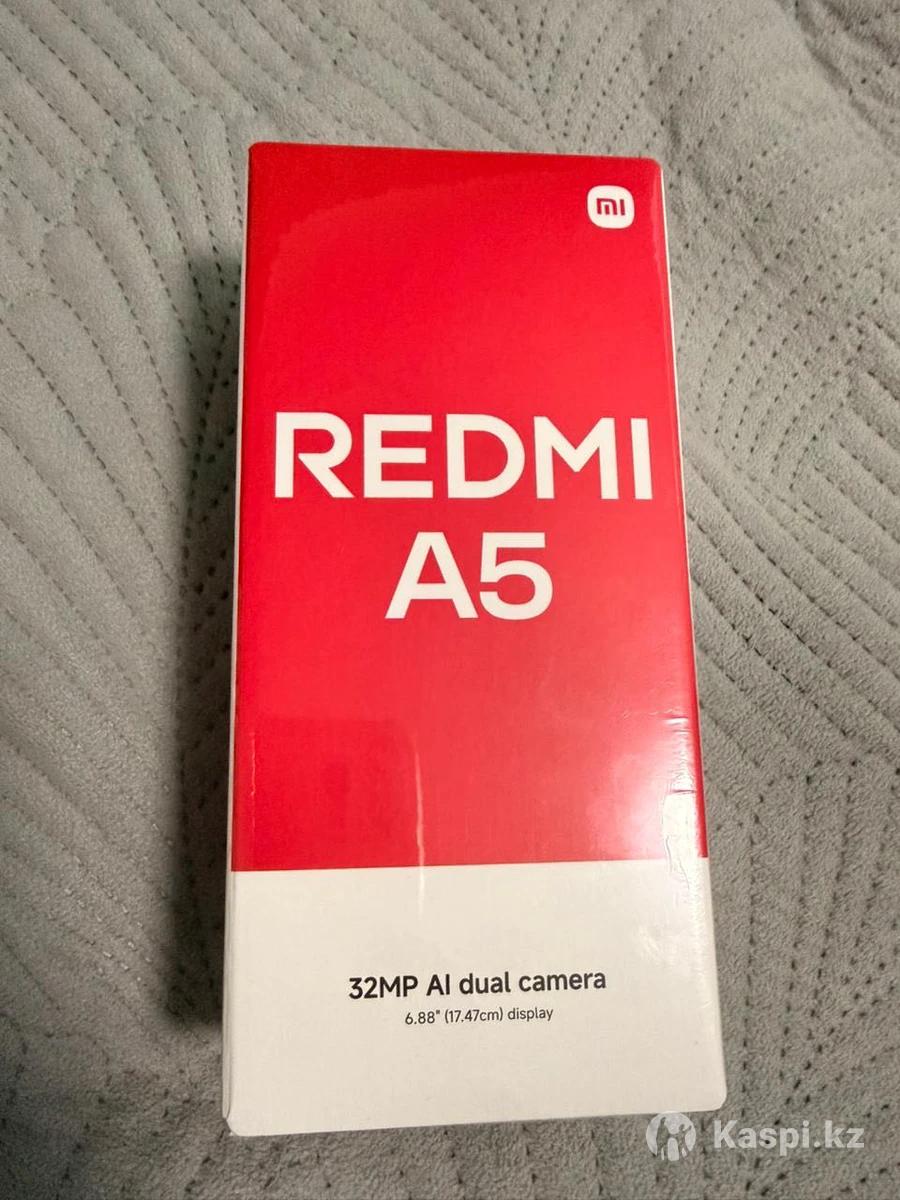 mi
REDMI
A5
32MP AI dual camera
6.88" (17.47cm) display
Kaspi.kz